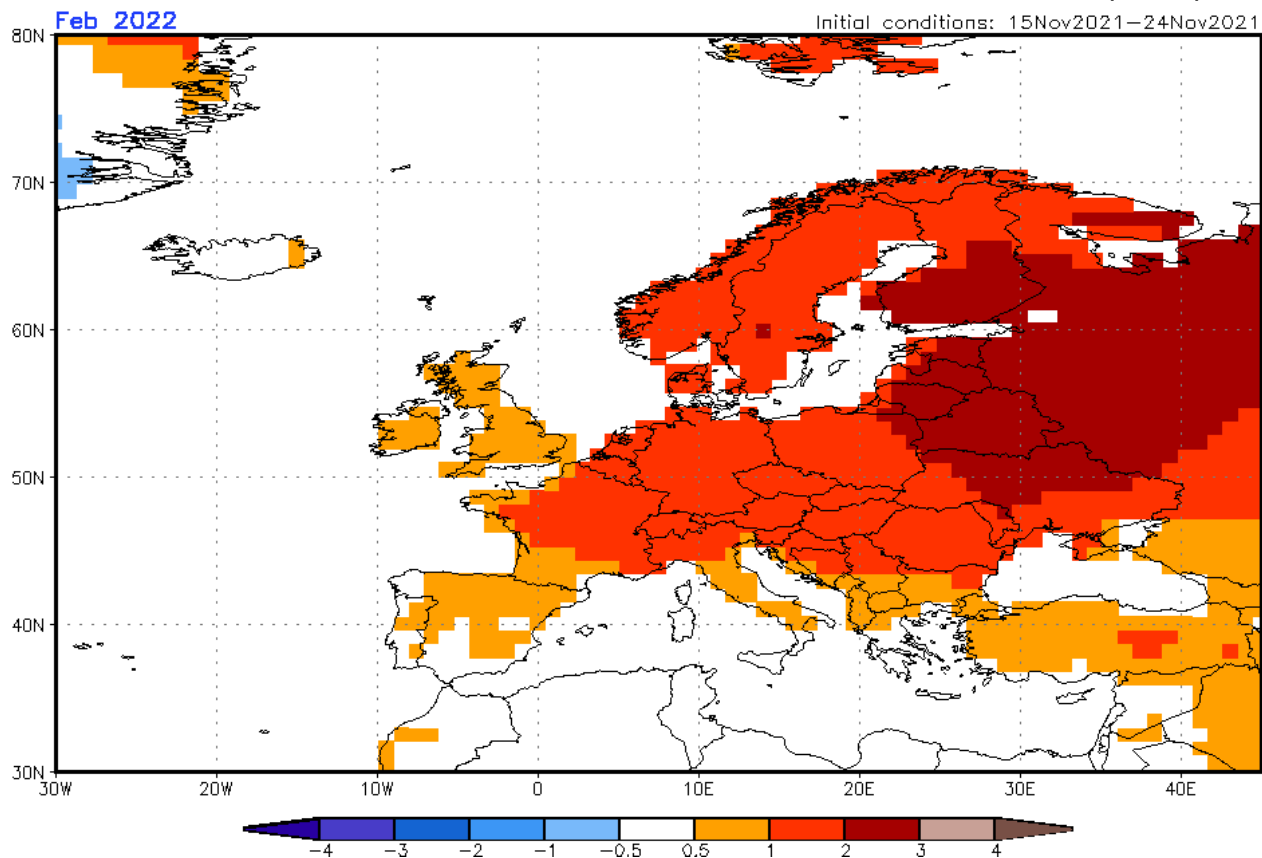 Feb 2022
Initial conditions: 15Nov2021–24Nov2021
80N
70N
60N
50N
40N
30N
30W 20W 10W 0 10E 20E 30E 40E
-4 -3 -2 -1 -0.5 0.5 1 2 3 4